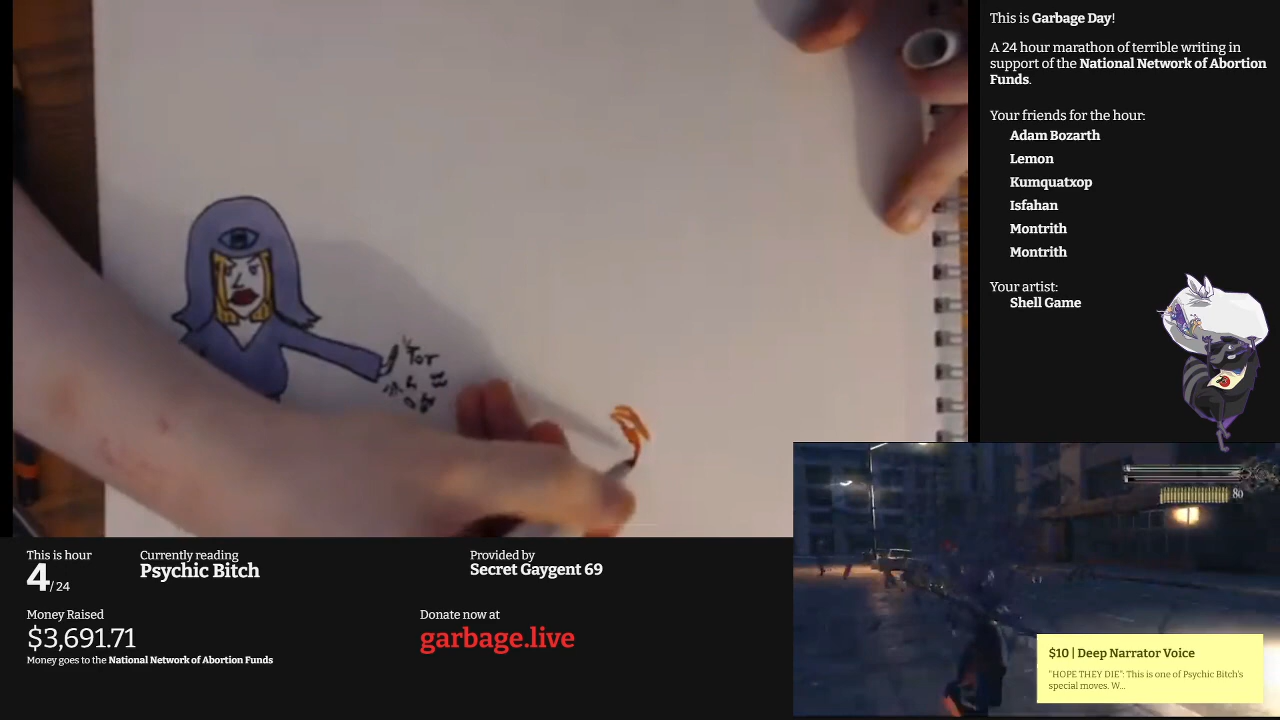 This is Garbage Day!
A 24 hour marathon of terrible writing in
support of the National Network of Abortion
Funds.
Your friends for the hour:
Adam Bozarth
Lemon
Kumquatxop
Isfahan
Montrith
Montrith
Your artist:
Shell Game
Tor
80
This is hour
4/24
Currently reading
Psychic Bitch
Provided by
Secret Gaygent 69
Money Raised
$3,691.71
Money goes to the National Network of Abortion Funds
Donate now at
garbage.live
$10 | Deep Narrator Voice
"HOPE THEY DIE": This is one of Psychic Bitch's
special moves. W...